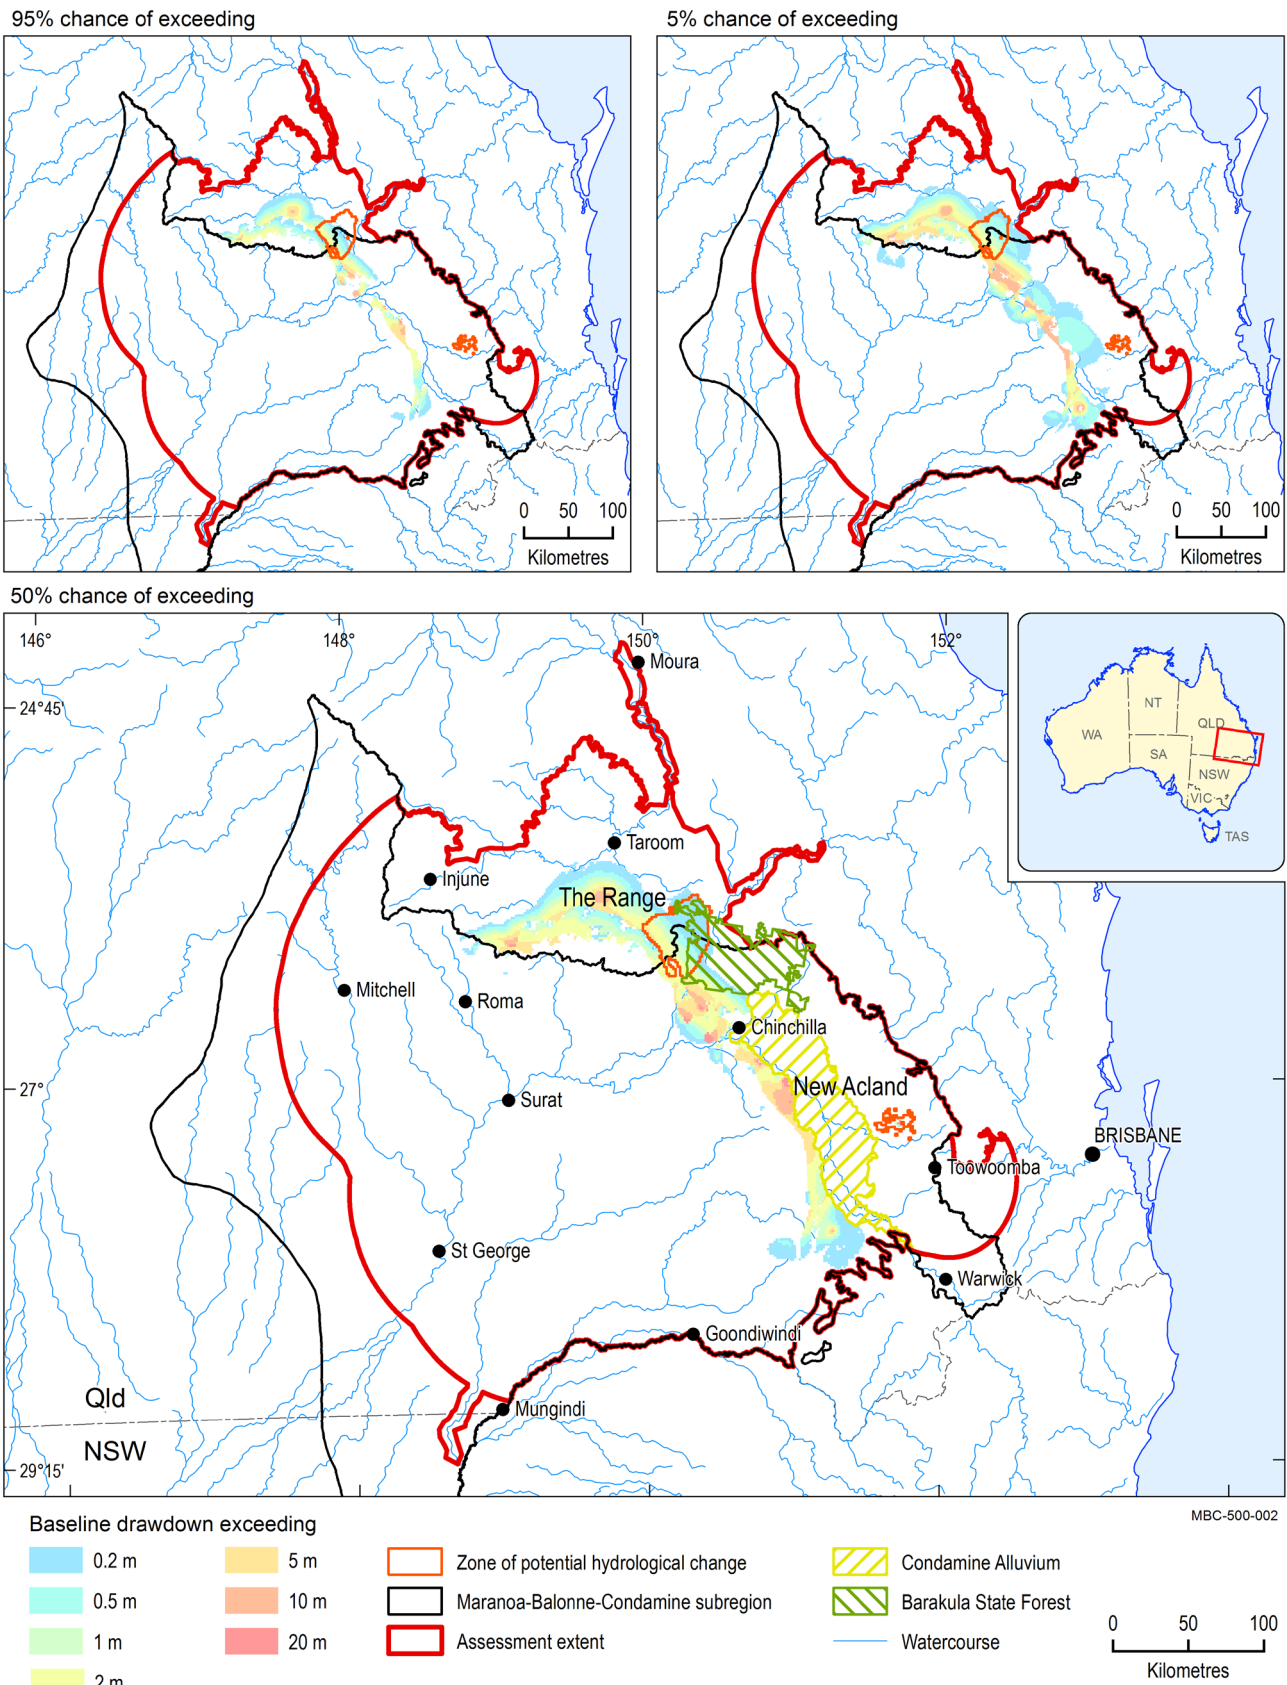 95% chance of exceeding
5% chance of exceeding
0 50 100
Kilometres
0 50 100
Kilometres
50% chance of exceeding
146° 148° 150° 152°
Moura
24°45'
NT
QLD
WA
SA
NSW
VIC
TAS
Taroom
Injune
The Range
Mitchell
Roma
Chinchilla
27°
New Acland
Surat
BRISBANE
Toowoomba
St George
Warwick
Goondiwindi
Qld
Mungindi
NSW
29°15'
MBC-500-002
Baseline drawdown exceeding
0.2 m
0.5 m
1 m
2 m
5 m
10 m
20 m
Zone of potential hydrological change
Maranoa-Balonne-Condamine subregion
Assessment extent
Condamine Alluvium
Barakula State Forest
Watercourse
0 50 100
Kilometres